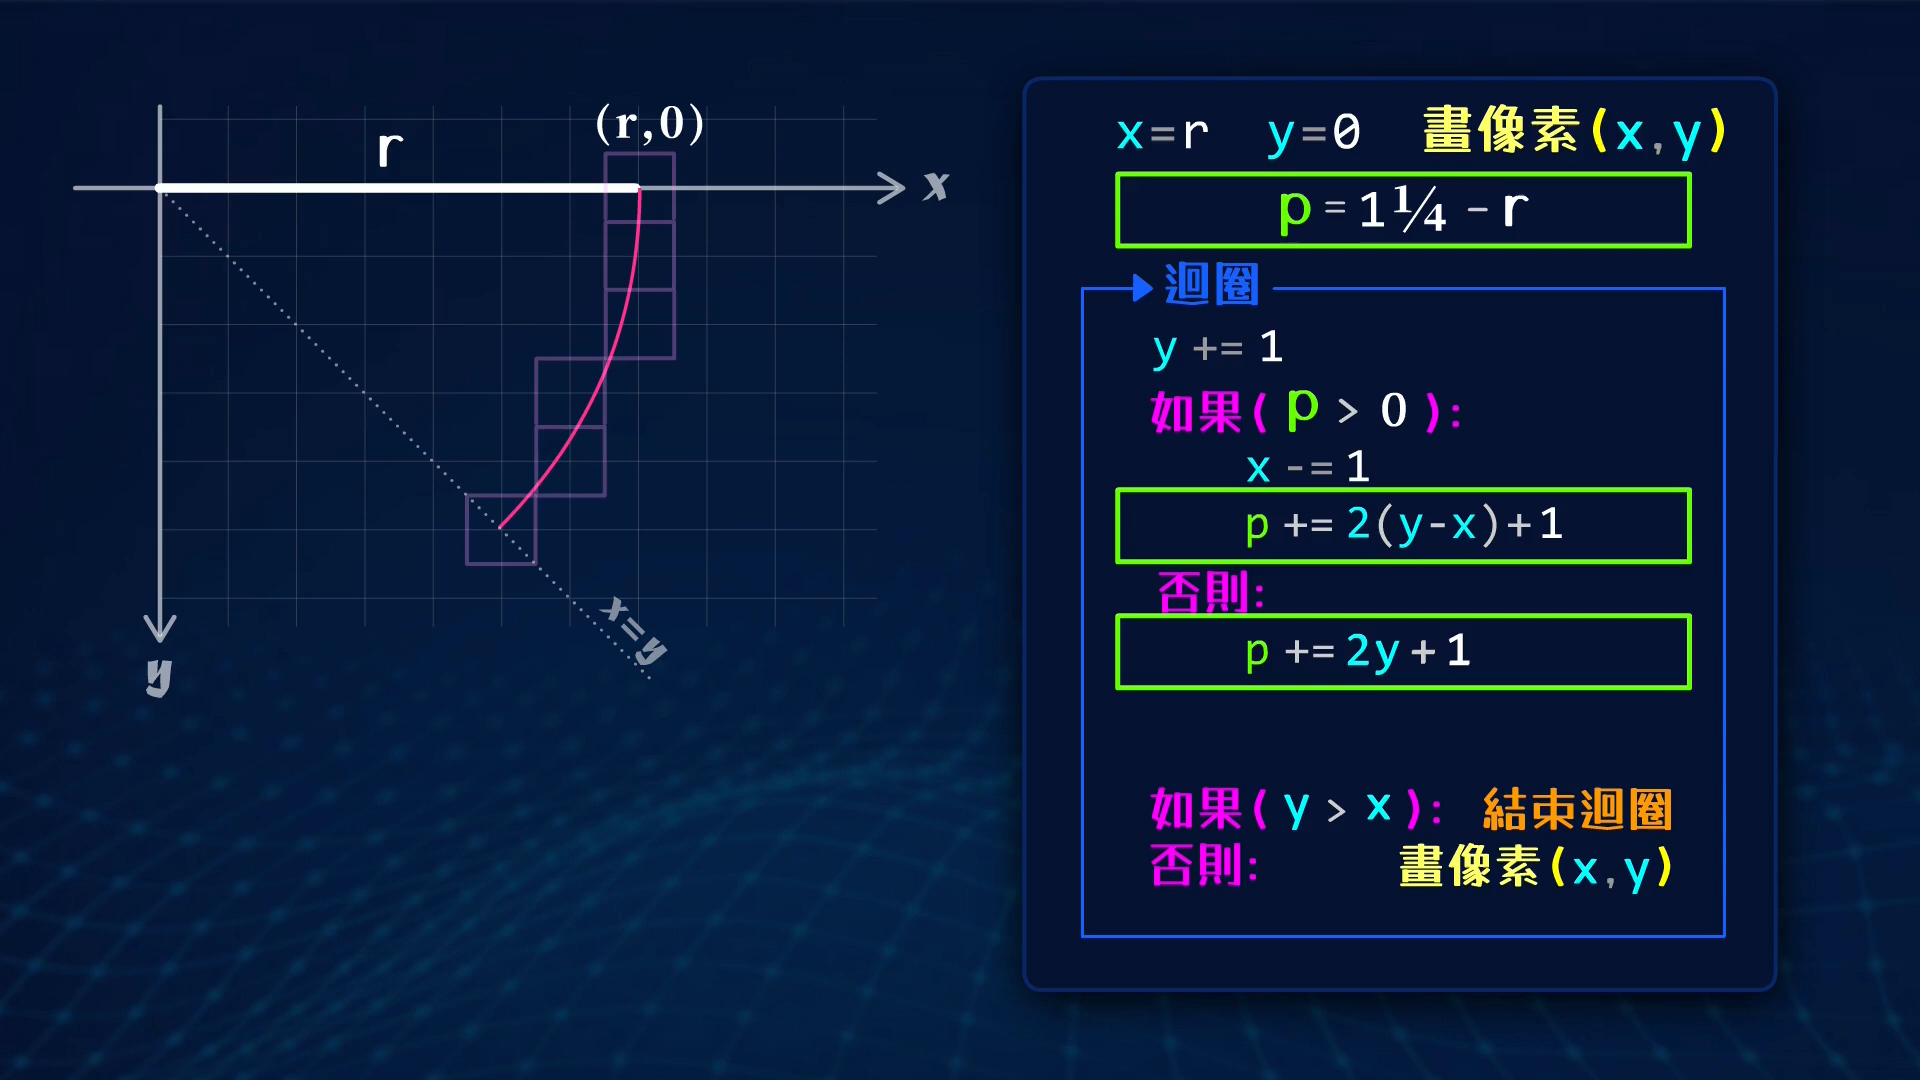 (r,0)
r
x
y
x=y
x=r y=0 畫像素(x,y)
p = 1¼ - r
迴圈
y += 1
如果( p > 0 ):
x -= 1
p += 2(y-x)+1
否則:
p += 2y+1
如果( y > x ): 結束迴圈
否則: 畫像素(x,y)